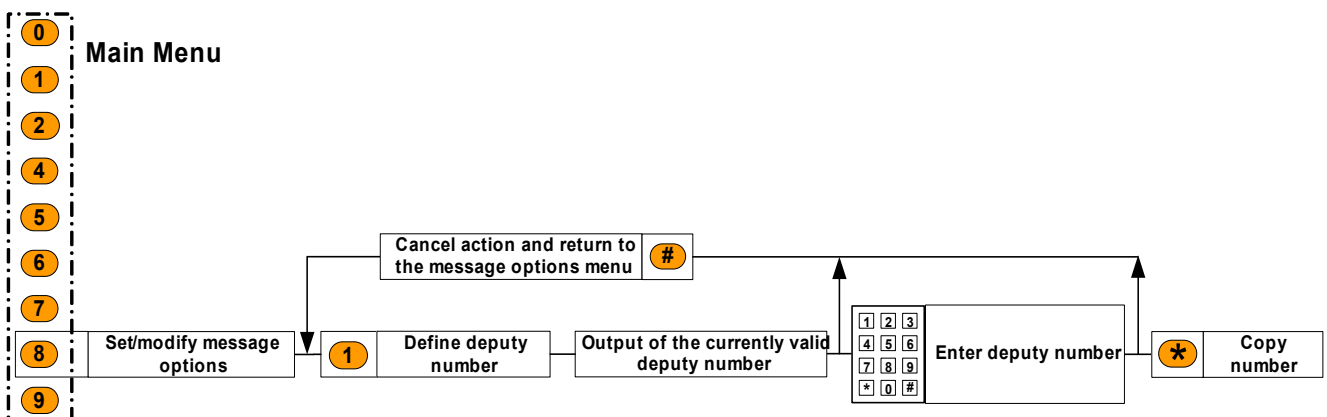 0
Main Menu
1
2
4
5
6
7
8
9
Cancel action and return to
the message options menu
#
Set/modify message
options
1
Define deputy
number
Output of the currently valid
deputy number
1 2 3
4 5 6
7 8 9
* 0 #
Enter deputy number
*
Copy
number